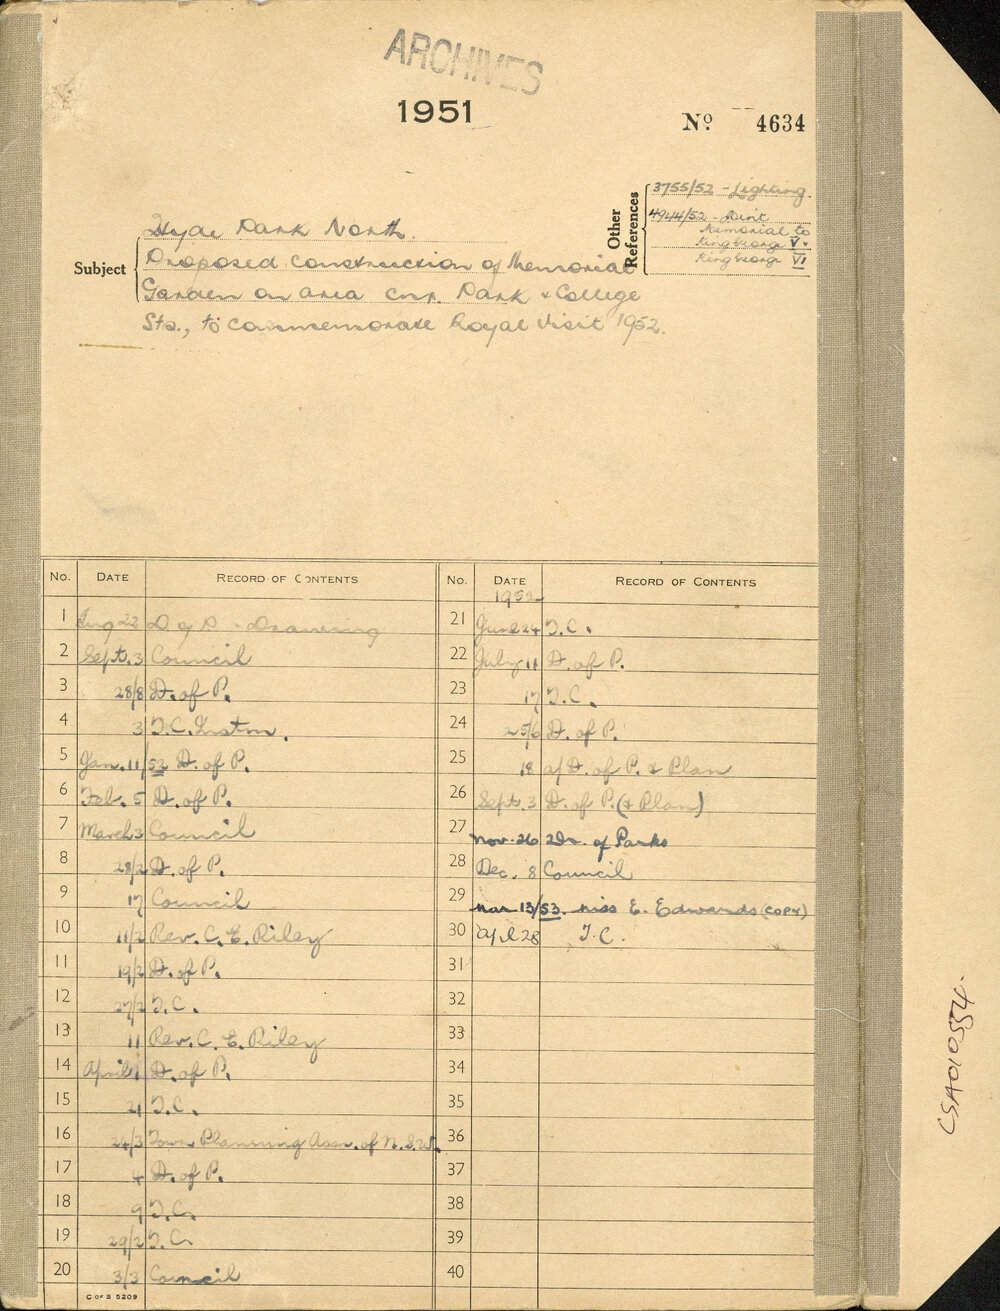 ARCHIVES
1951
No 4634
Other References
3755/52 - Lighting
4944/52 - Joint
Memorial to
King George V.
King George VI
Subject
Hyde Park North.
Proposed construction of Memorial
Garden on area cnr. Park & College
Sts., to commemorate Royal Visit 1952.
No. DATE RECORD OF CONTENTS
1 Aug 22 D of P - Drawing
2 Sept. 3 Council
3 28/8 D. of P.
4 3 T.C. Instn.
5 Jan. 11/52 D. of P.
6 Feb. 5 D. of P.
7 March 3 Council
8 28/2 D. of P.
9 17 Council
10 11/2 Rev. C. E. Riley
11 19/2 D. of P.
12 27/2 T.C.
13 11 Rev. C. E. Riley
14 April 1 D. of P.
15 21 T.C.
16 24/3 Town Planning Assn. of N.S.W.
17 4 D. of P.
18 9 T.C.
19 29/2 T.C.
20 3/3 Council
C OF S 5209
No. DATE RECORD OF CONTENTS
1952
21 June 24 T.C.
22 July 11 D. of P.
23 17 T.C.
24 25/6 D. of P.
25 18 a/D. of P. & Plan
26 Sept. 3 D. of P. (& Plan)
27 Nov. 26 Dr. of Parks
28 Dec. 8 Council
29 Mar 13/53. Miss E. Edwards (COPY)
30 April 28 T.C.
31
32
33
34
35
36
37
38
39
40
CSA010554.